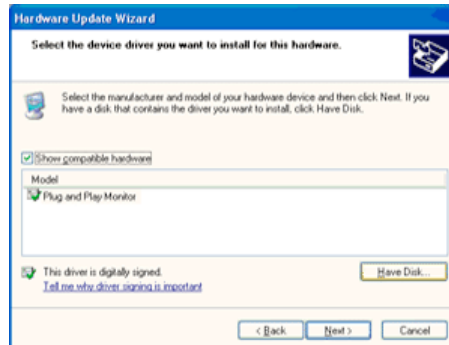 Hardware Update Wizard
Select the device driver you want to install for this hardware.
Select the manufacturer and model of your hardware device and then click Next. If you
have a disk that contains the driver you want to install, click Have Disk.
Show compatible hardware
Model
Plug and Play Monitor
This driver is digitally signed.
Have Disk...
Tell me why driver signing is important
< Back Next > Cancel